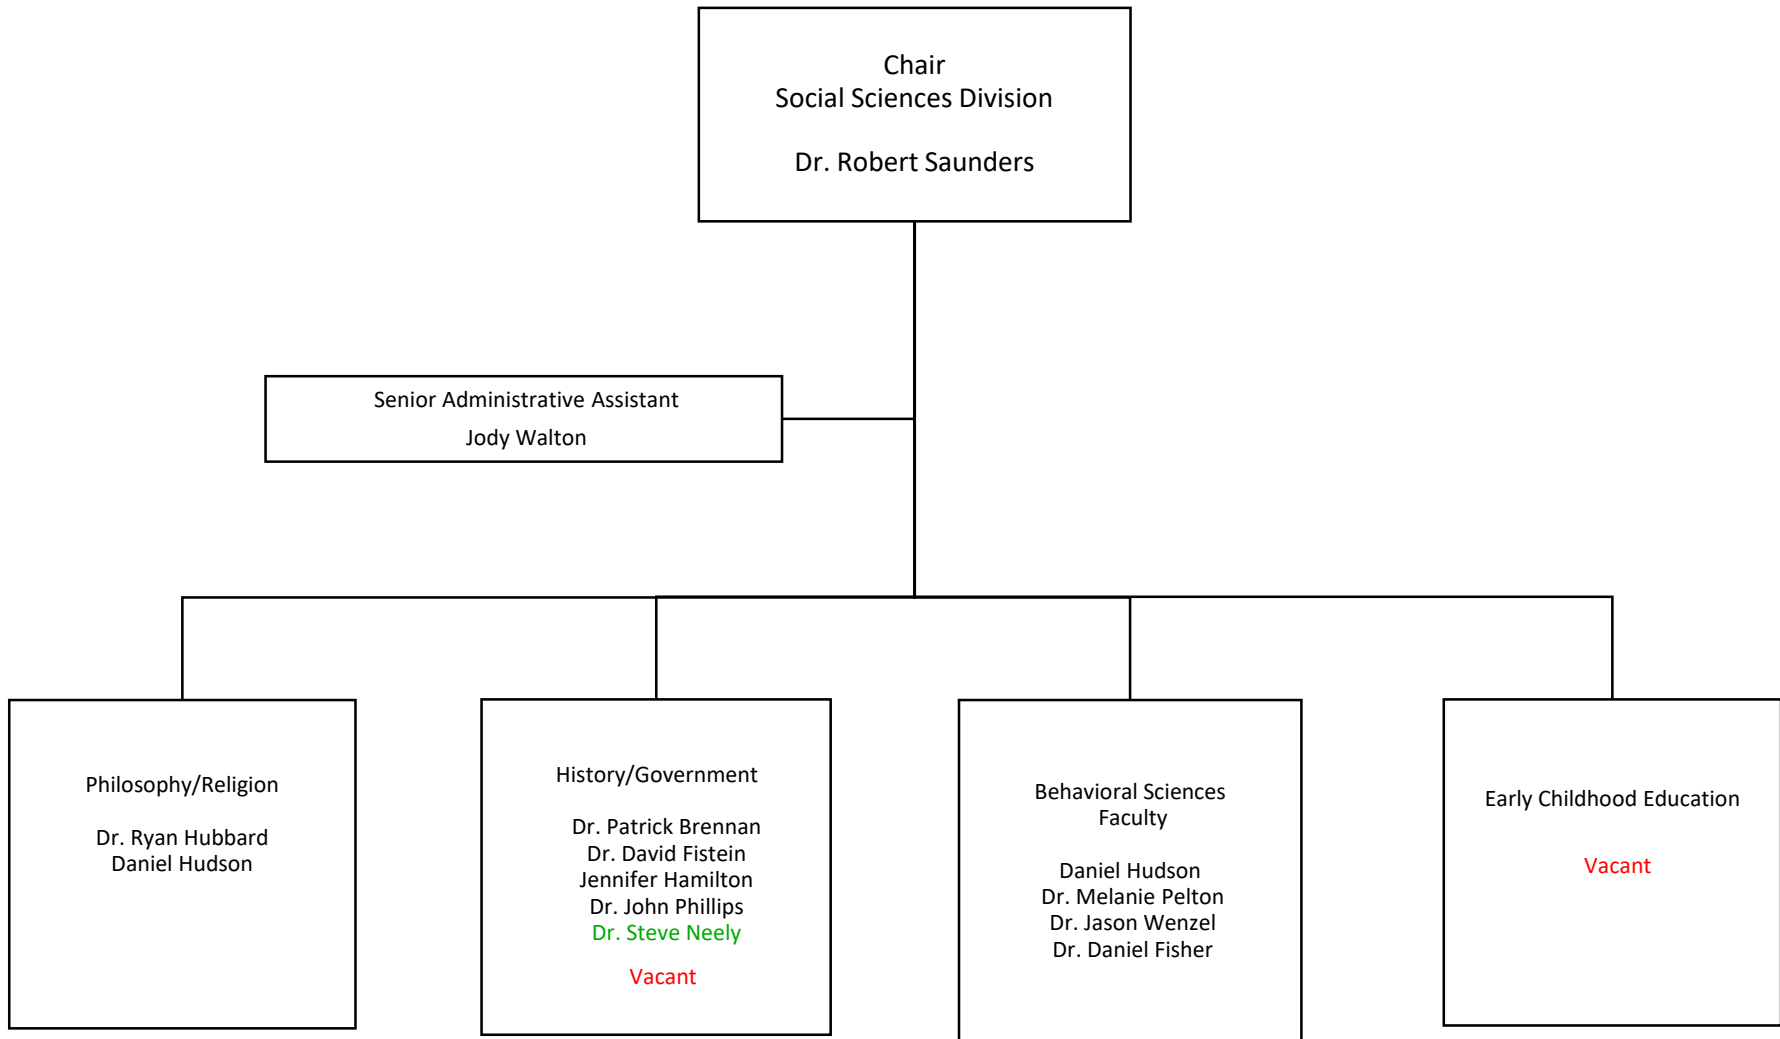 Chair
Social Sciences Division
Dr. Robert Saunders
Senior Administrative Assistant
Jody Walton
Philosophy/Religion
Dr. Ryan Hubbard
Daniel Hudson
History/Government
Dr. Patrick Brennan
Dr. David Fistein
Jennifer Hamilton
Dr. John Phillips
Dr. Steve Neely
Vacant
Behavioral Sciences
Faculty
Daniel Hudson
Dr. Melanie Pelton
Dr. Jason Wenzel
Dr. Daniel Fisher
Early Childhood Education
Vacant